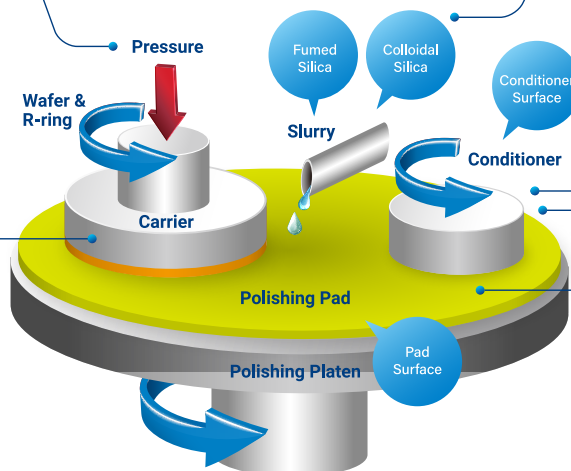 Pressure
Fumed
Silica
Colloidal
Silica
Conditioner
Surface
Wafer &
R-ring
Slurry
Conditioner
Carrier
Polishing Pad
Pad
Surface
Polishing Platen